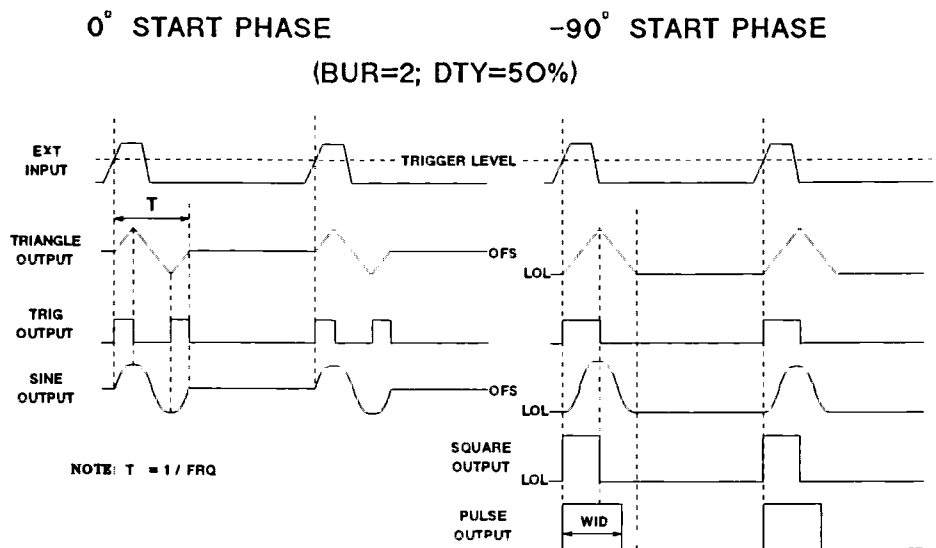 0° START PHASE
-90° START PHASE
(BUR=2; DTY=50%)
EXT
INPUT
TRIGGER LEVEL
T
TRIANGLE
OUTPUT
OFS
LOL
TRIG
OUTPUT
SINE
OUTPUT
OFS
LOL
SQUARE
OUTPUT
LOL
NOTE: T = 1 / FRQ
PULSE
OUTPUT
WID